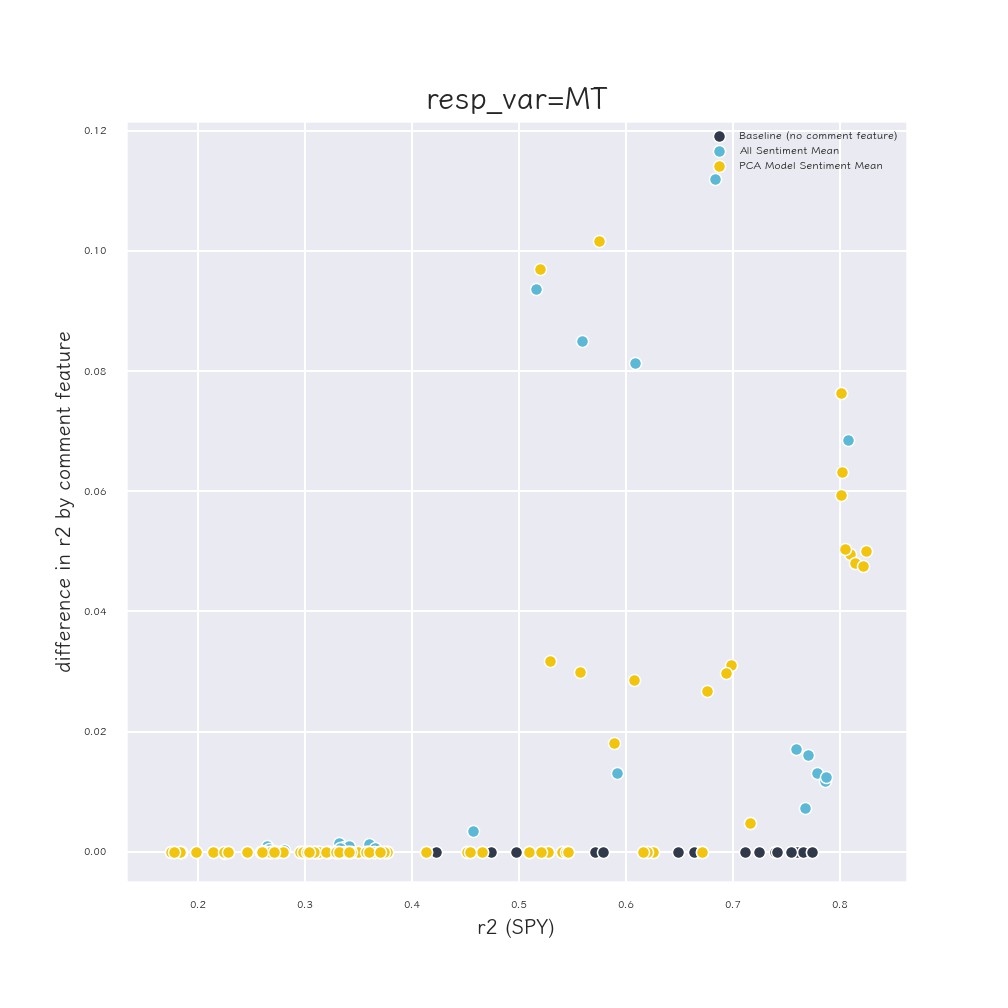 resp_var=MT
Baseline (no comment feature)
All Sentiment Mean
PCA Model Sentiment Mean
difference in r2 by comment feature
0.12
0.10
0.08
0.06
0.04
0.02
0.00
0.2 0.3 0.4 0.5 0.6 0.7 0.8
r2 (SPY)